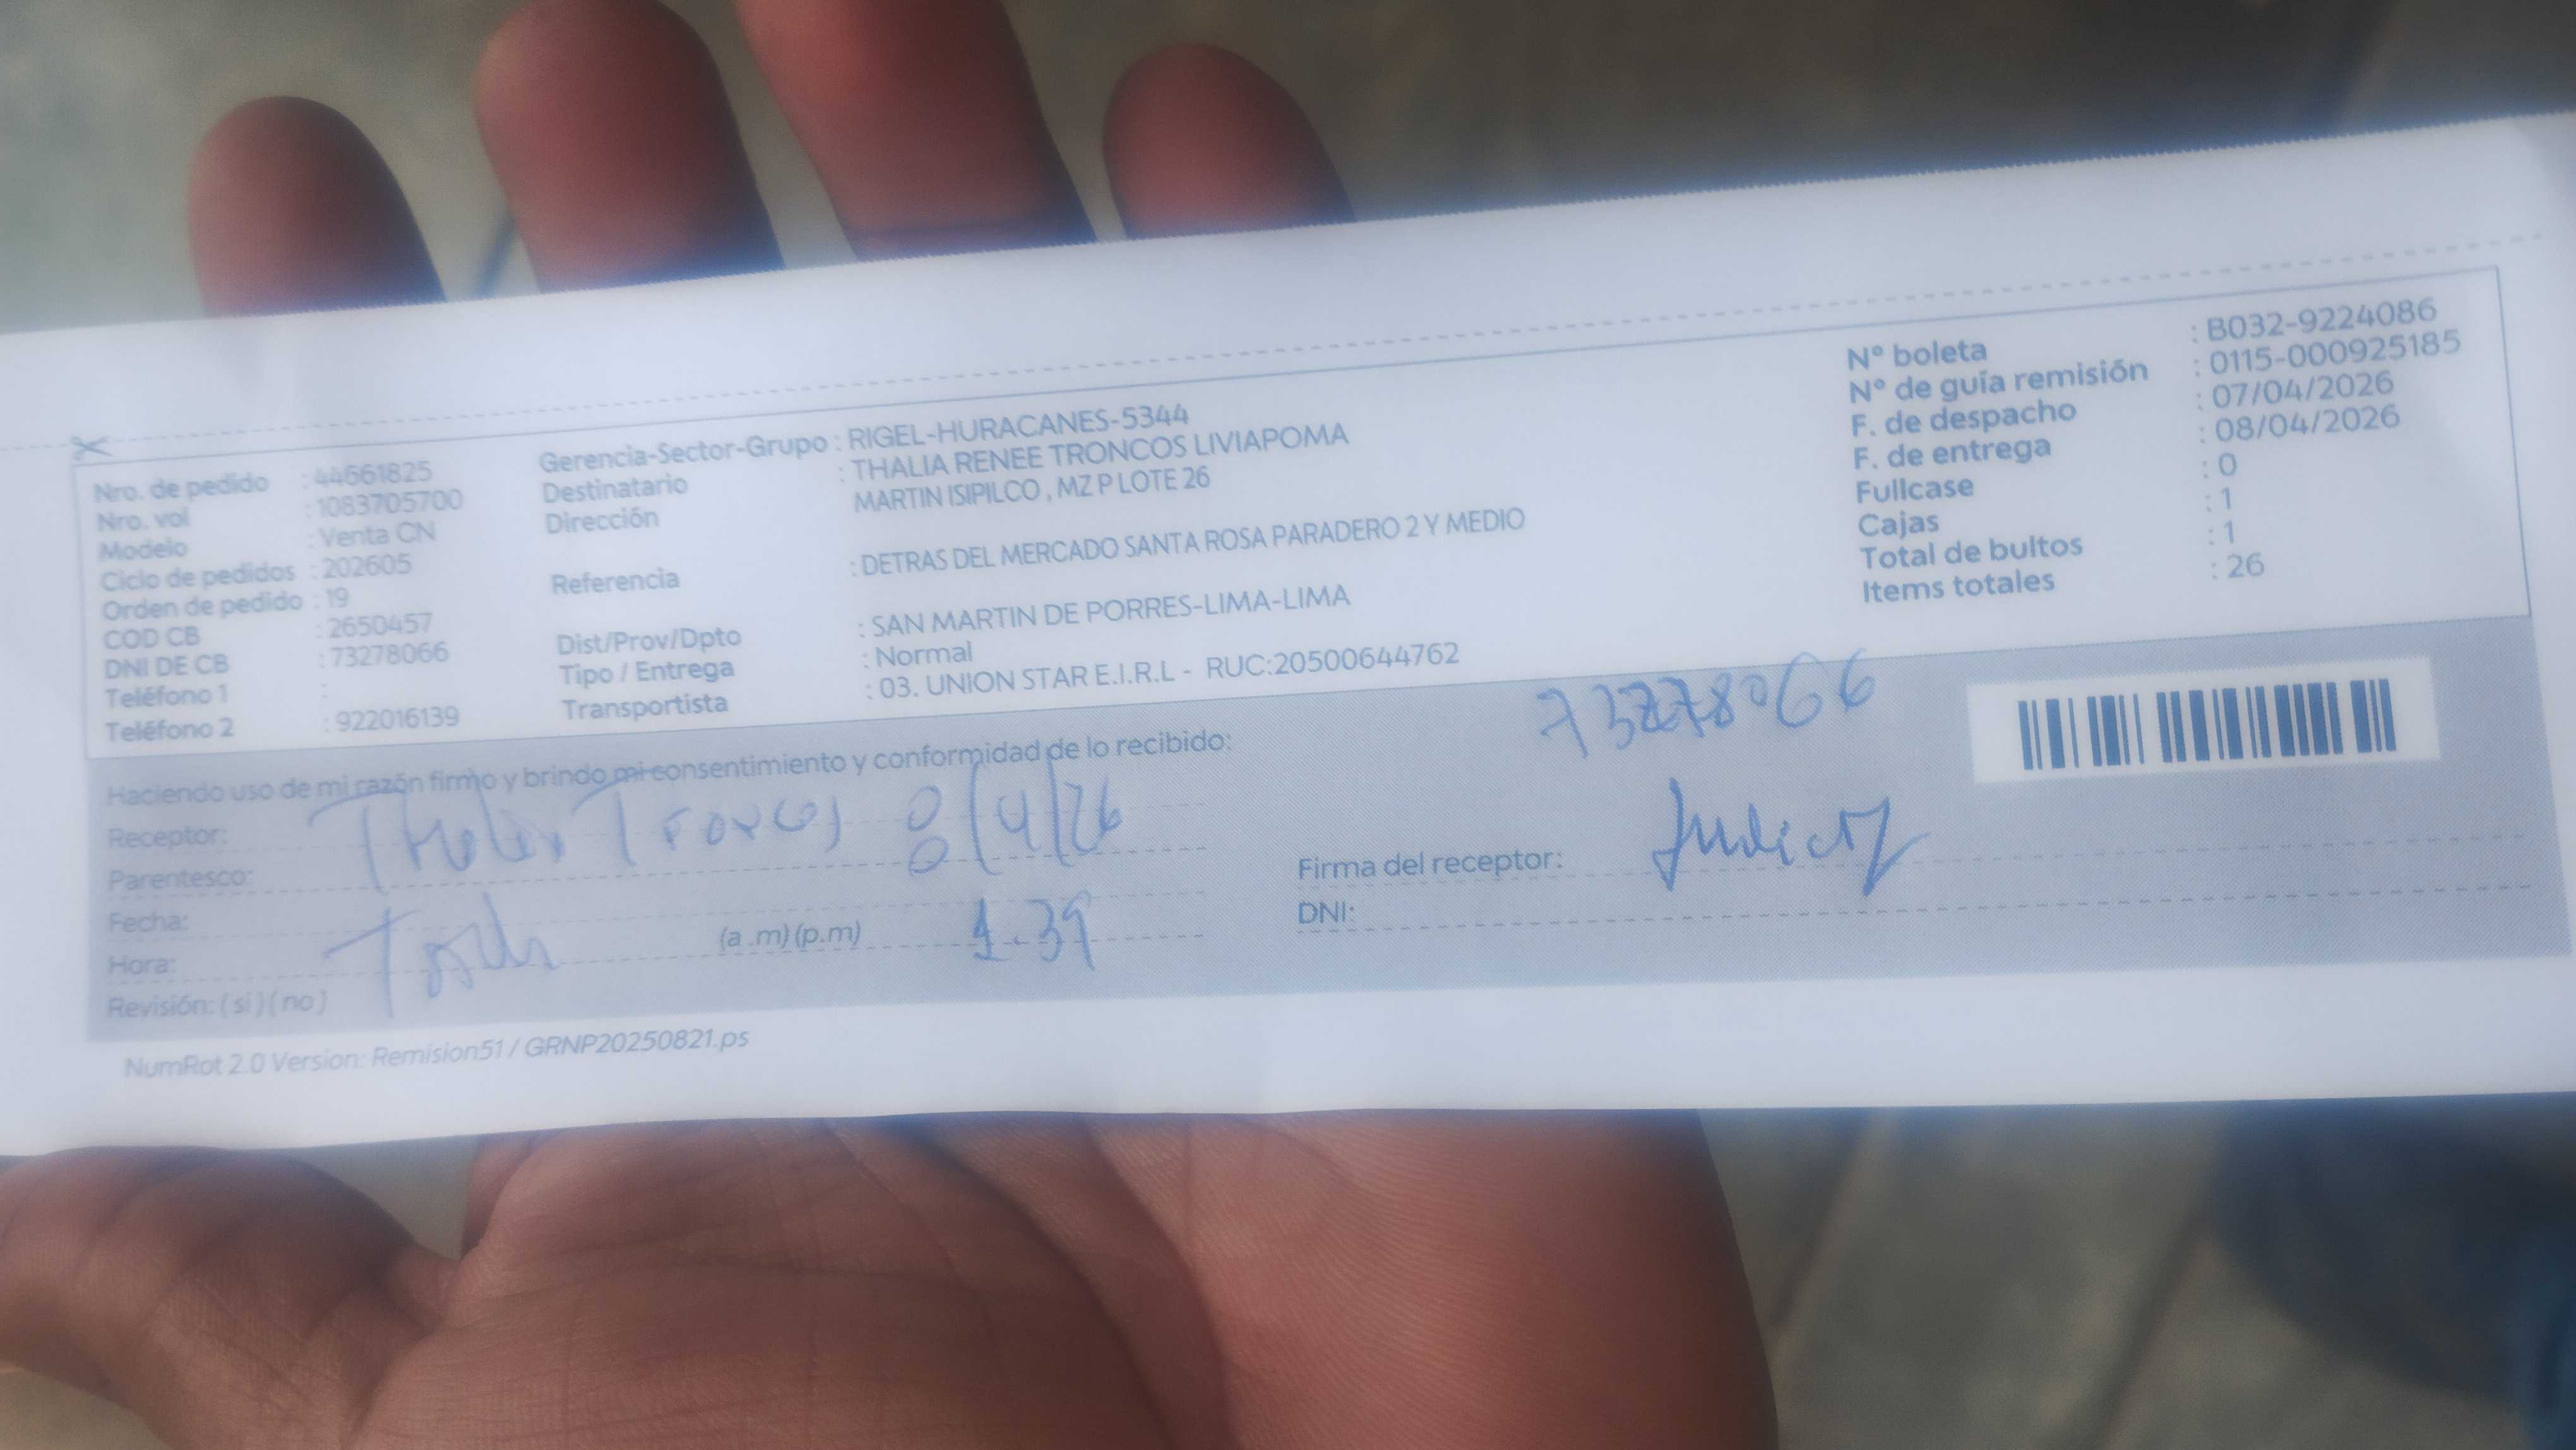 Nro. de pedido : 44661825
Nro. vol : 1083705700
Modelo : Venta CN
Ciclo de pedidos : 202605
Orden de pedido : 19
COD CB : 2650457
DNI DE CB : 73278066
Teléfono 1 :
Teléfono 2 : 922016139
Gerencia-Sector-Grupo : RIGEL-HURACANES-5344
Destinatario : THALIA RENEE TRONCOS LIVIAPOMA
Dirección MARTIN ISIPILCO , MZ P LOTE 26
Referencia : DETRAS DEL MERCADO SANTA ROSA PARADERO 2 Y MEDIO
Dist/Prov/Dpto : SAN MARTIN DE PORRES-LIMA-LIMA
Tipo / Entrega : Normal
Transportista : 03. UNION STAR E.I.R.L - RUC:20500644762
Nº boleta : B032-9224086
Nº de guía remisión : 0115-000925185
F. de despacho : 07/04/2026
F. de entrega : 08/04/2026
Fullcase : 0
Cajas : 1
Total de bultos : 1
Items totales : 26
Haciendo uso de mi razón firmo y brindo mi consentimiento y conformidad de lo recibido:
73278066
Receptor: 8/4/26
Parentesco:
Fecha:
Hora: (a .m) (p.m) 1.39
Revisión: ( si ) ( no )
Firma del receptor:
DNI:
NumRot 2.0 Version: Remision51 / GRNP20250821.ps